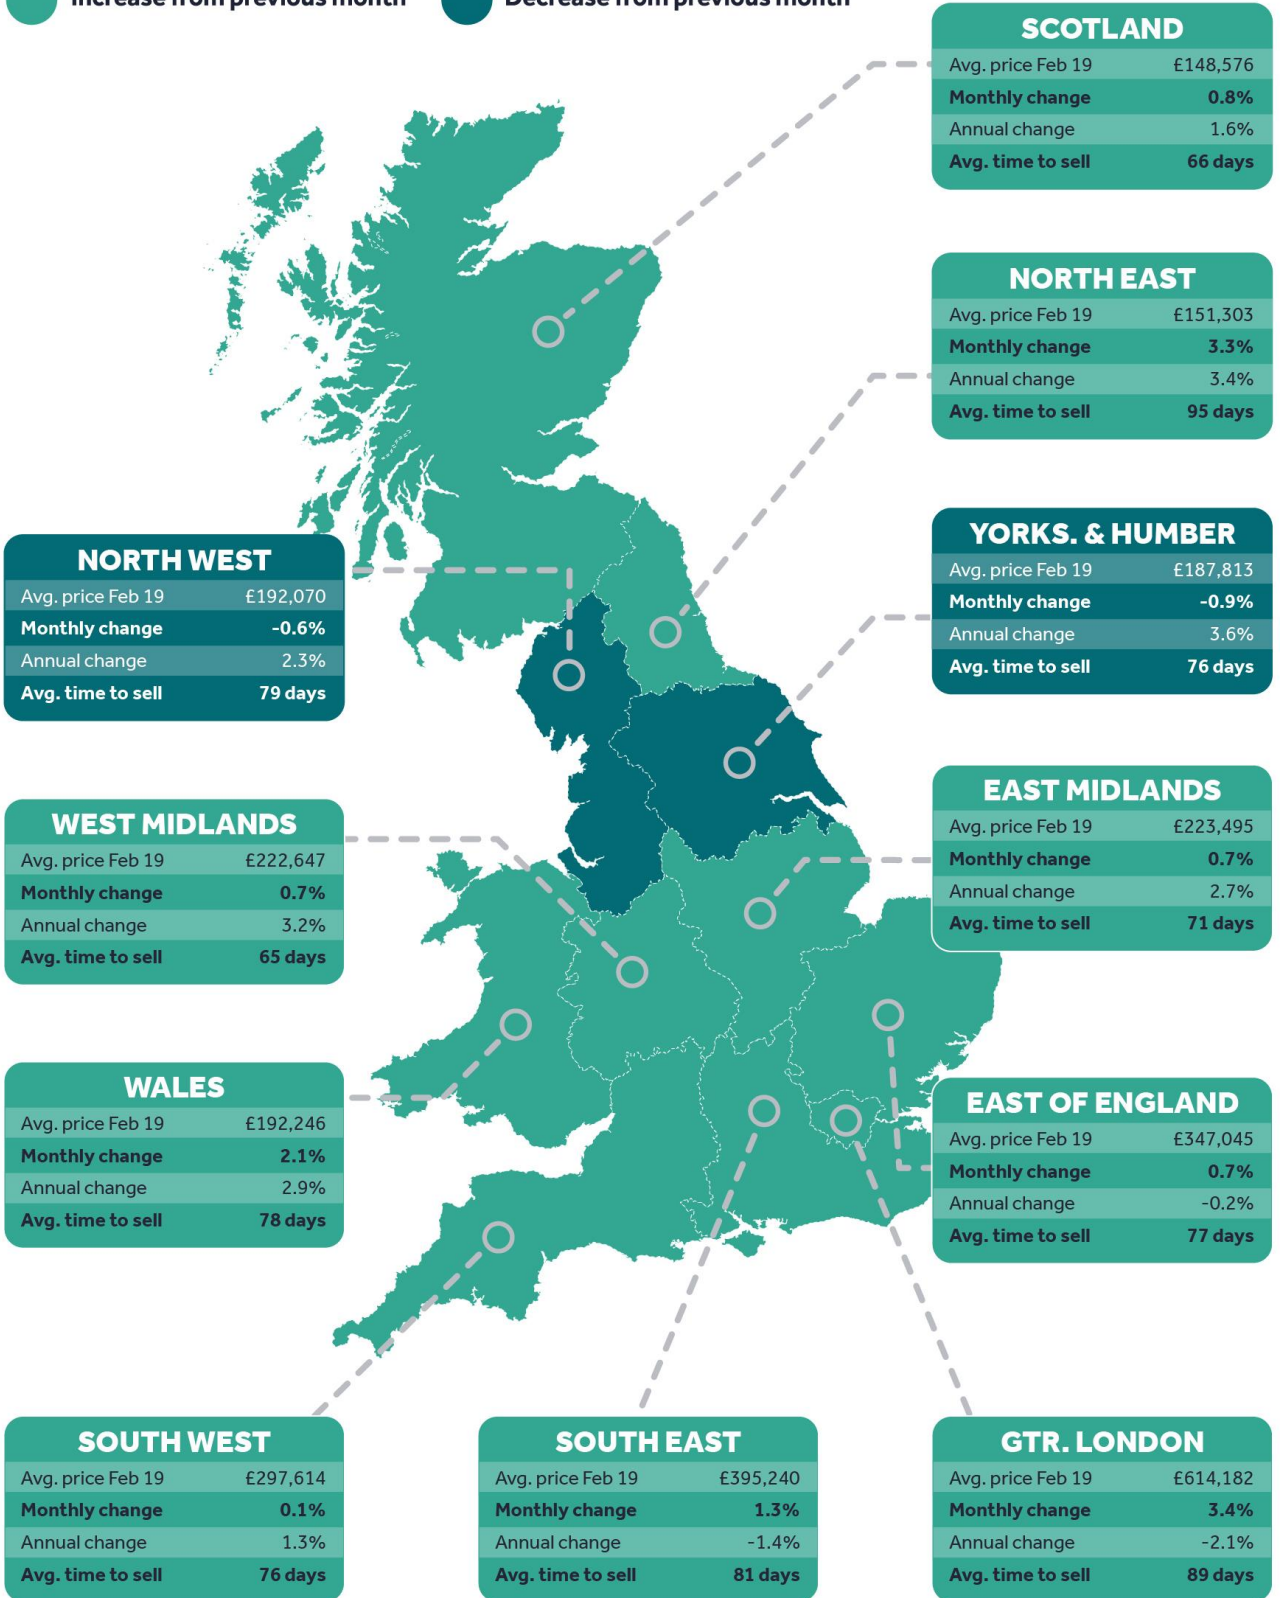 Increase from previous month
Decrease from previous month
SCOTLAND
Avg. price Feb 19 £148,576
Monthly change 0.8%
Annual change 1.6%
Avg. time to sell 66 days
NORTH EAST
Avg. price Feb 19 £151,303
Monthly change 3.3%
Annual change 3.4%
Avg. time to sell 95 days
NORTH WEST
Avg. price Feb 19 £192,070
Monthly change -0.6%
Annual change 2.3%
Avg. time to sell 79 days
YORKS. & HUMBER
Avg. price Feb 19 £187,813
Monthly change -0.9%
Annual change 3.6%
Avg. time to sell 76 days
WEST MIDLANDS
Avg. price Feb 19 £222,647
Monthly change 0.7%
Annual change 3.2%
Avg. time to sell 65 days
EAST MIDLANDS
Avg. price Feb 19 £223,495
Monthly change 0.7%
Annual change 2.7%
Avg. time to sell 71 days
WALES
Avg. price Feb 19 £192,246
Monthly change 2.1%
Annual change 2.9%
Avg. time to sell 78 days
EAST OF ENGLAND
Avg. price Feb 19 £347,045
Monthly change 0.7%
Annual change -0.2%
Avg. time to sell 77 days
SOUTH WEST
Avg. price Feb 19 £297,614
Monthly change 0.1%
Annual change 1.3%
Avg. time to sell 76 days
SOUTH EAST
Avg. price Feb 19 £395,240
Monthly change 1.3%
Annual change -1.4%
Avg. time to sell 81 days
GTR. LONDON
Avg. price Feb 19 £614,182
Monthly change 3.4%
Annual change -2.1%
Avg. time to sell 89 days